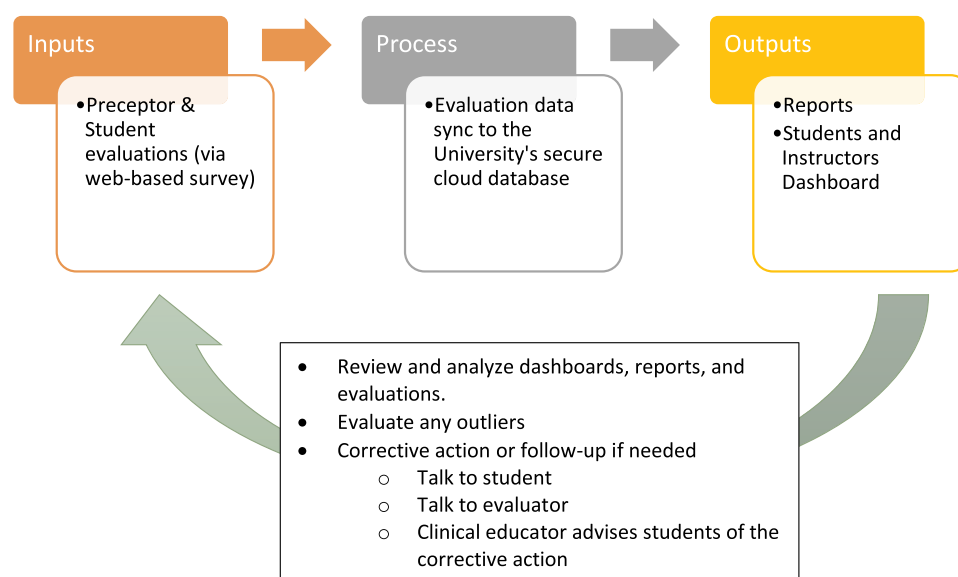 Inputs
•Preceptor &
Student
evaluations (via
web-based survey)
Process
•Evaluation data
sync to the
University's secure
cloud database
Outputs
•Reports
•Students and
Instructors
Dashboard
• Review and analyze dashboards, reports, and
evaluations.
• Evaluate any outliers
• Corrective action or follow-up if needed
o Talk to student
o Talk to evaluator
o Clinical educator advises students of the
corrective action